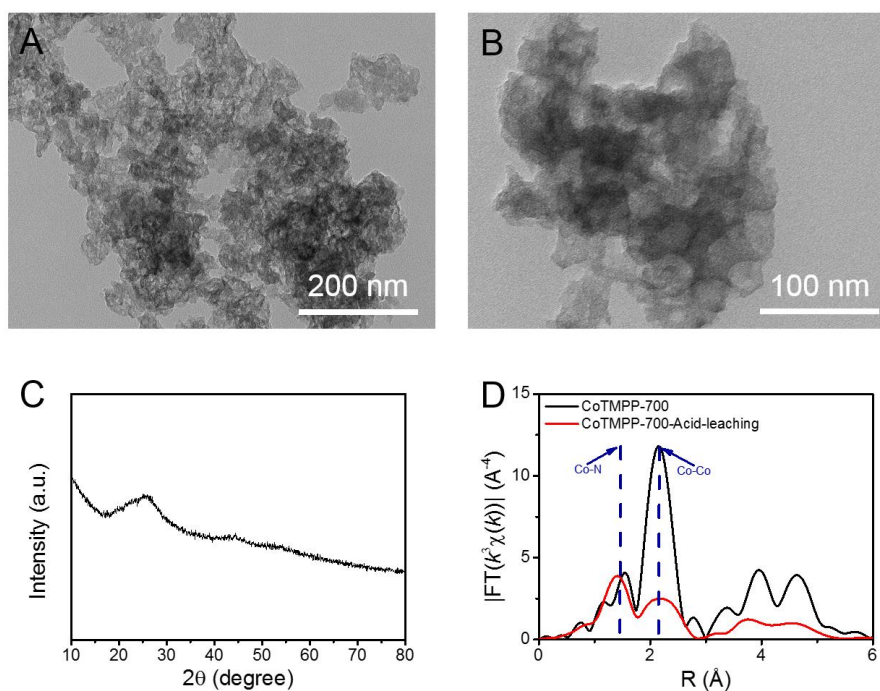 A
200 nm
B
100 nm
C
Intensity (a.u.)
10 20 30 40 50 60 70 80
2θ (degree)
D
CoTMPP-700
CoTMPP-700-Acid-leaching
Co-N
Co-Co
|FT(k³χ(k))| (A⁻⁴)
15
10
5
0
0 2 4 6
R (Å)